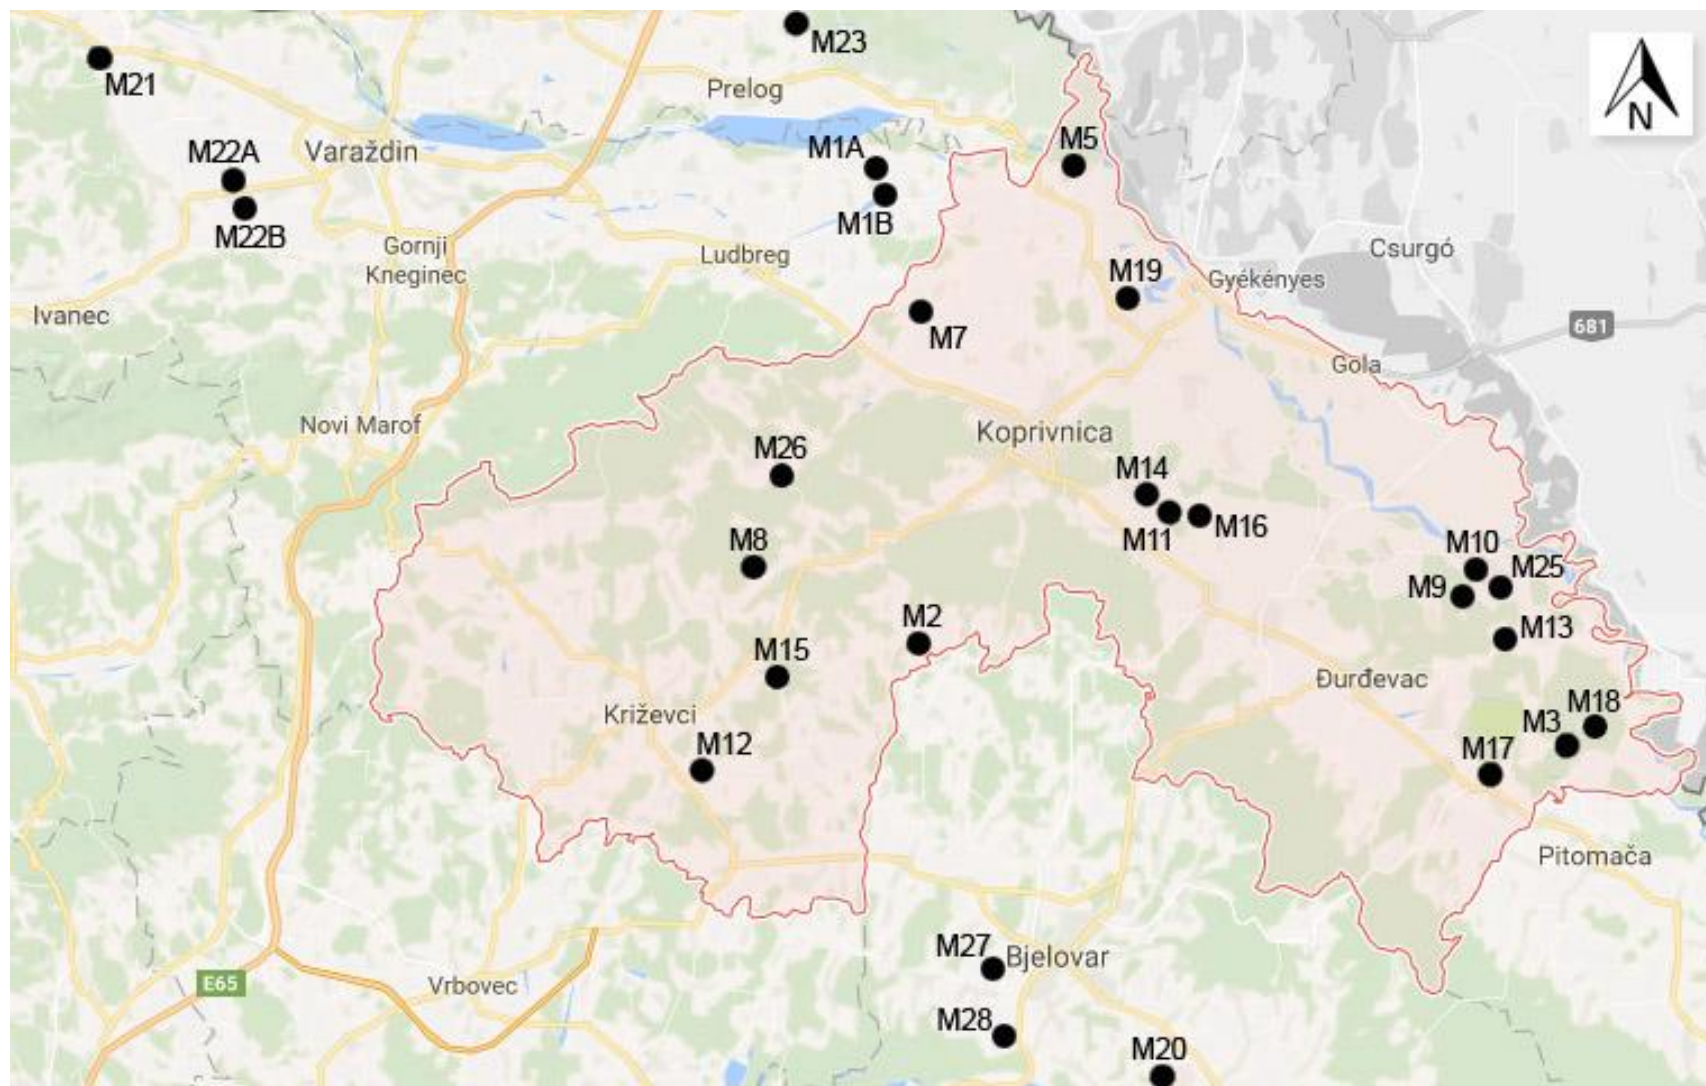 M23
M21
Prelog
N
M5
M22A
Varaždin
M1A
M22B
M1B
Gornji
Kneginec
Ludbreg
Csurgó
M19
Gyékényes
Ivanec
M7
681
Gola
Novi Marof
Koprivnica
M26
M14
M11
M16
M8
M10
M25
M9
M2
M13
M15
Đurđevac
Križevci
M18
M3
M12
M17
Pitomača
M27
Bjelovar
E65
Vrbovec
M28
M20